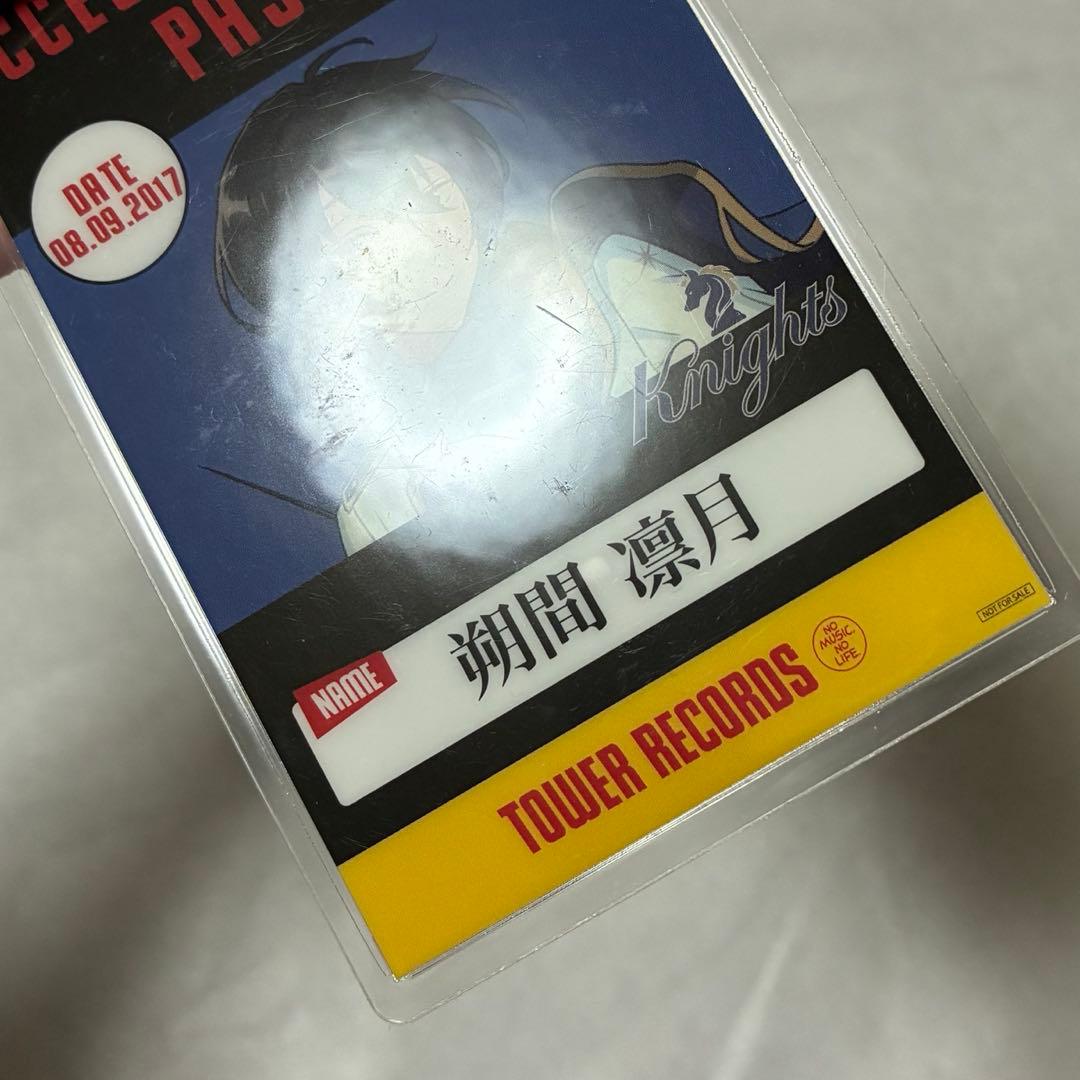 DATE
08.09.2017
Knights
朔間 凛月
NAME
TOWER RECORDS
NO
MUSIC,
NO
LIFE.
NOT FOR SALE